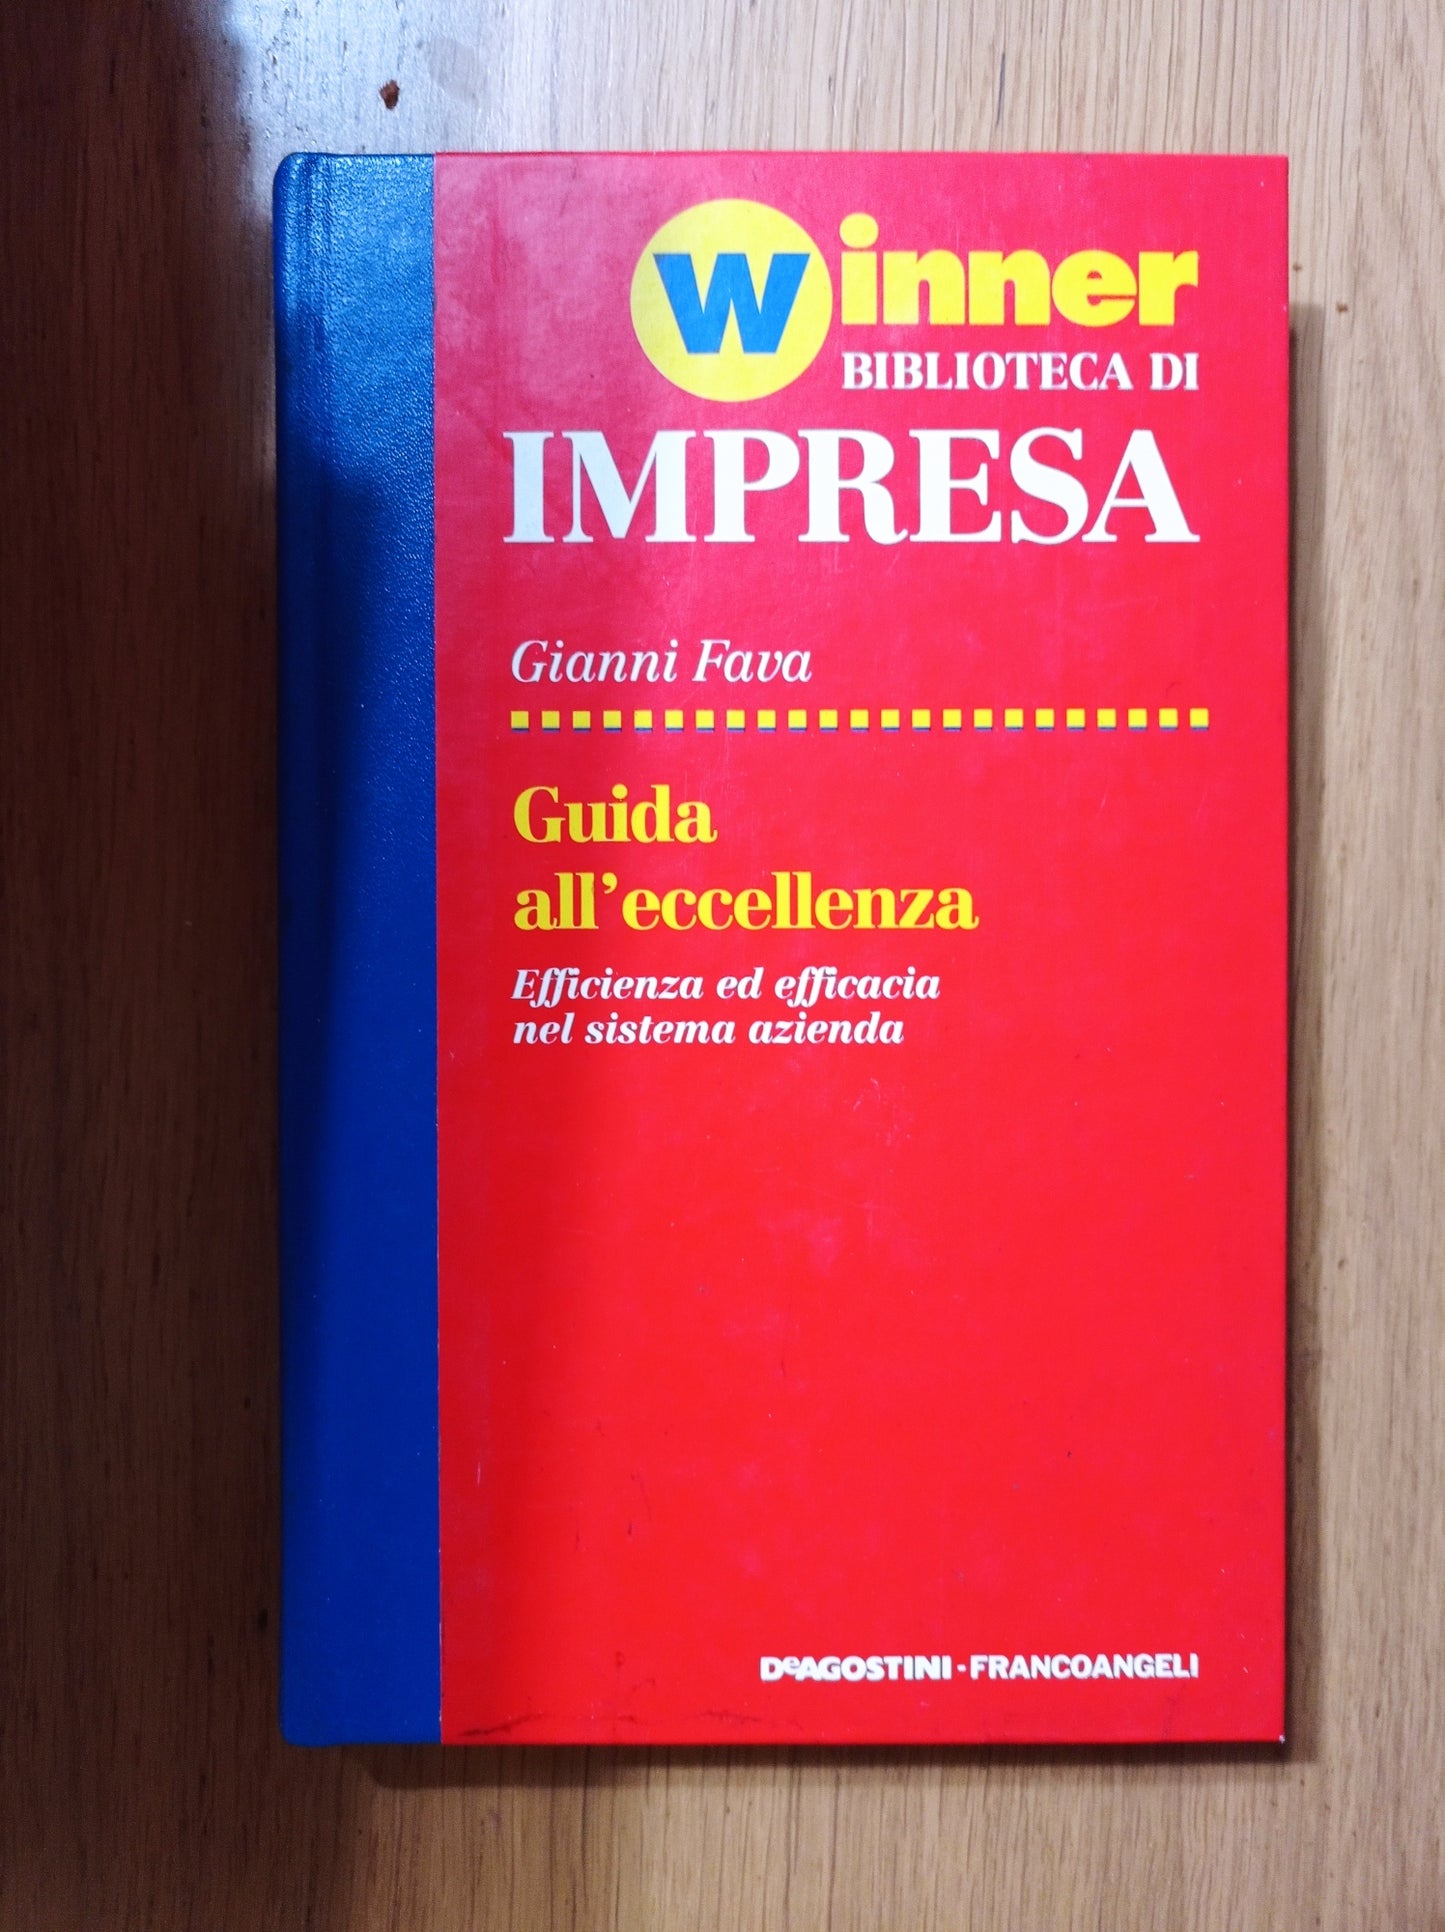 Winner
BIBLIOTECA DI
IMPRESA
Gianni Fava
Guida
all'eccellenza
Efficienza ed efficacia
nel sistema azienda
DeAGOSTINI-FRANCOANGELI